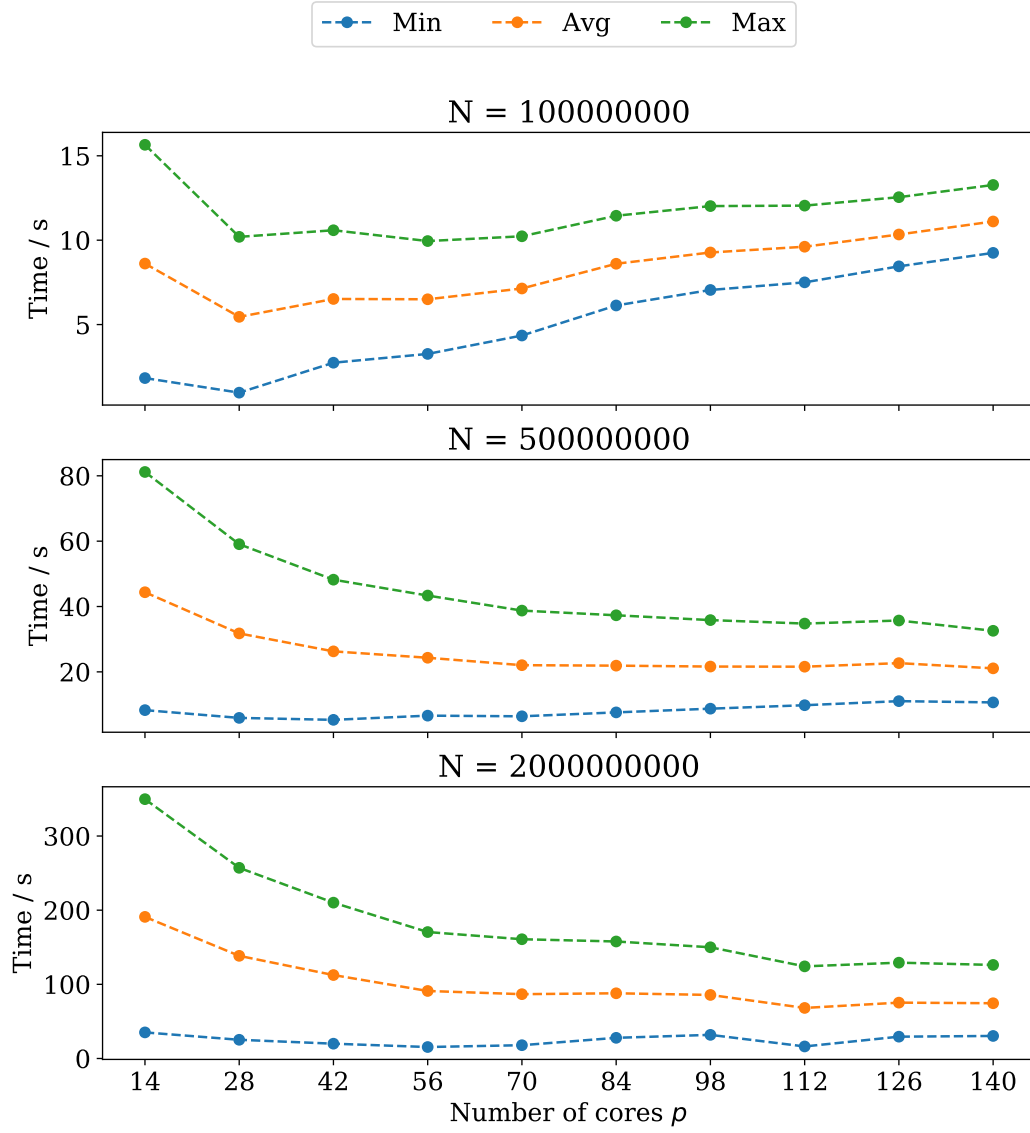 Min Avg Max
N = 100000000
Time / s
15
10
5
N = 500000000
Time / s
80
60
40
20
N = 2000000000
Time / s
300
200
100
0
14 28 42 56 70 84 98 112 126 140
Number of cores p